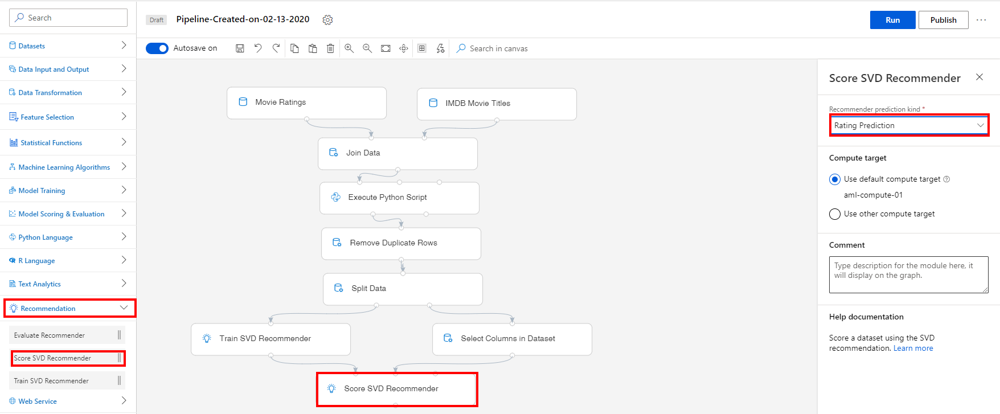 Search
Datasets
Data Input and Output
Data Transformation
Feature Selection
Statistical Functions
Machine Learning Algorithms
Model Training
Model Scoring & Evaluation
Python Language
R Language
Text Analytics
Recommendation
Evaluate Recommender
Score SVD Recommender
Train SVD Recommender
Web Service
Draft
Pipeline-Created-on-02-13-2020
Run
Publish
Autosave on
Search in canvas
Movie Ratings
IMDB Movie Titles
Join Data
Execute Python Script
Remove Duplicate Rows
Split Data
Train SVD Recommender
Select Columns in Dataset
Score SVD Recommender
Score SVD Recommender
Recommender prediction kind *
Rating Prediction
Compute target
Use default compute target
aml-compute-01
Use other compute target
Comment
Type description for the module here, it
will display on the graph.
Help documentation
Score a dataset using the SVD
recommendation. Learn more